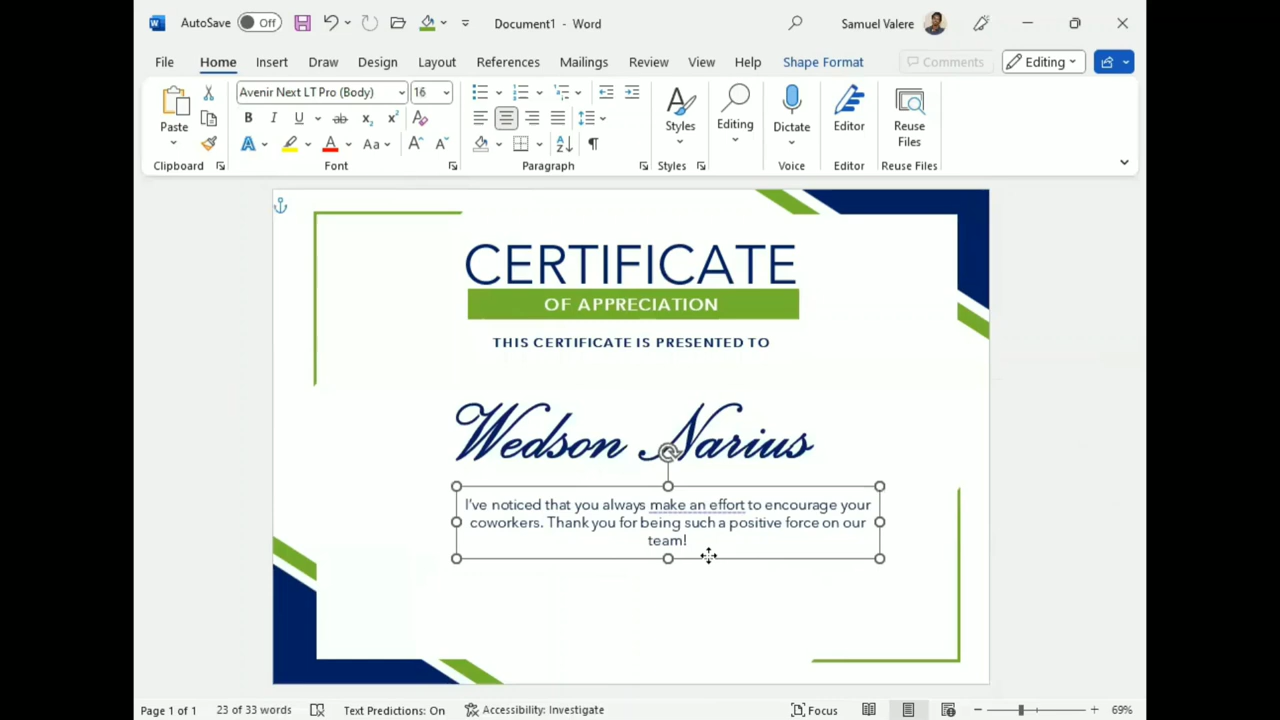 AutoSave Off Document1 - Word Samuel Valere
File Home Insert Draw Design Layout References Mailings Review View Help Shape Format Comments Editing
Avenir Next LT Pro (Body) 16
Paste Styles Editing Dictate Editor Reuse Files
Clipboard Font Paragraph Styles Voice Editor Reuse Files
CERTIFICATE
OF APPRECIATION
THIS CERTIFICATE IS PRESENTED TO
Wedson Narius
I've noticed that you always make an effort to encourage your
coworkers. Thank you for being such a positive force on our
team!
Page 1 of 1 23 of 33 words Text Predictions: On Accessibility: Investigate Focus 69%